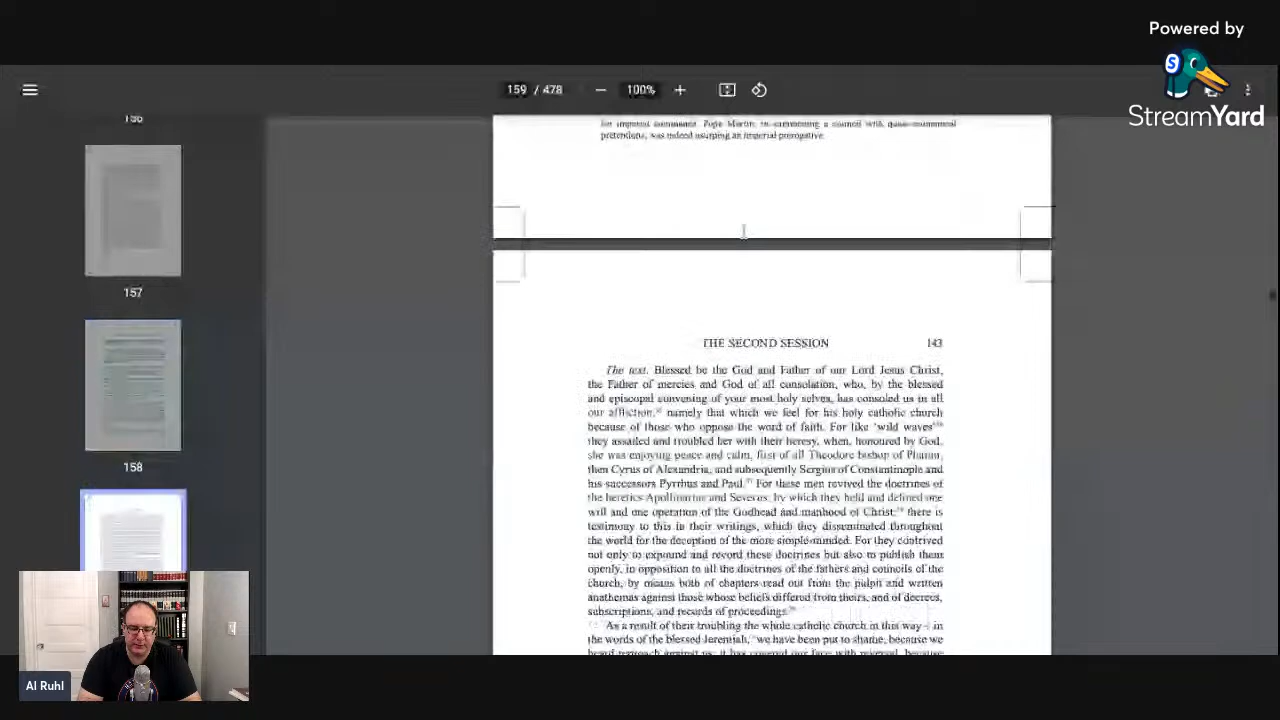 Powered by
StreamYard
159 / 478
100%
156
for imperial commands. Pope Martin, in summoning a council with quasi-ecumenical
pretensions, was indeed usurping an imperial prerogative.
157
THE SECOND SESSION 143
The text. Blessed be the God and Father of our Lord Jesus Christ,
the Father of mercies and God of all consolation, who, by the blessed
and episcopal convening of your most holy selves, has consoled us in all
our affliction, namely that which we feel for his holy catholic church
because of those who oppose the word of faith. For like 'wild waves'
they assailed and troubled her with their heresy, when, honoured by God,
she was enjoying peace and calm, first of all Theodore bishop of Pharan,
then Cyrus of Alexandria, and subsequently Sergius of Constantinople and
his successors Pyrrhus and Paul. For these men revived the doctrines of
the heretics Apollinarius and Severus, by which they held and defined one
will and one operation of the Godhead and manhood of Christ; there is
testimony to this in their writings, which they disseminated throughout
the world for the deception of the more simple-minded. For they contrived
not only to expound and record these doctrines but also to publish them
openly, in opposition to all the doctrines of the fathers and councils of the
church, by means both of chapters read out from the pulpit and written
anathemas against those whose beliefs differed from theirs, and of decrees,
subscriptions, and records of proceedings.
As a result of their troubling the whole catholic church in this way – in
the words of the blessed Jeremiah, 'we have been put to shame, because we
heard reproach against us; it has covered our face with reversal, because
158
Al Ruhl